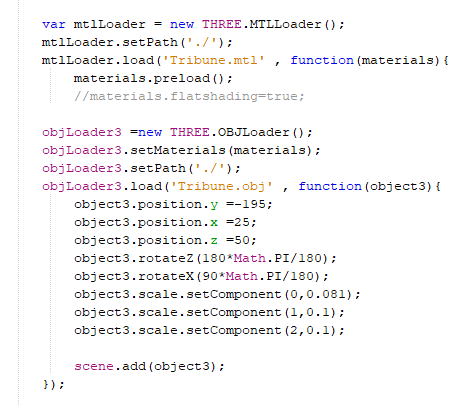 var mtlLoader = new THREE.MTLLoader();
mtlLoader.setPath('./');
mtlLoader.load('Tribune.mtl' , function(materials){
    materials.preload();
    //materials.flatshading=true;

objLoader3 =new THREE.OBJLoader();
objLoader3.setMaterials(materials);
objLoader3.setPath('./');
objLoader3.load('Tribune.obj' , function(object3){
    object3.position.y =-195;
    object3.position.x =25;
    object3.position.z =50;
    object3.rotateZ(180*Math.PI/180);
    object3.rotateX(90*Math.PI/180);
    object3.scale.setComponent(0,0.081);
    object3.scale.setComponent(1,0.1);
    object3.scale.setComponent(2,0.1);

    scene.add(object3);
});